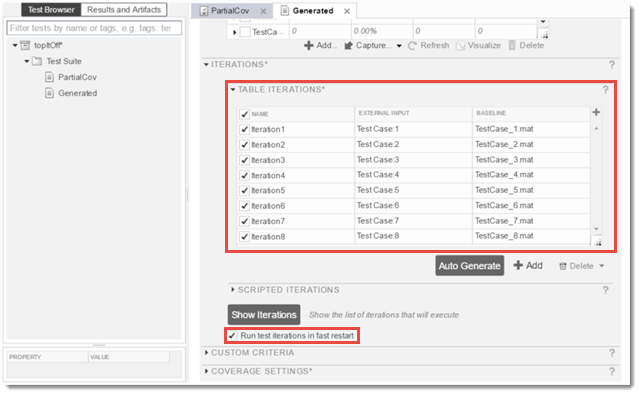 Test Browser Results and Artifacts
Filter tests by name or tags, e.g. tags: te
topItOff*
Test Suite
PartialCov
Generated
PROPERTY VALUE
PartialCov Generated
TestCa... 0 0.00% 0 0
Add... Capture... Refresh Visualize Delete
ITERATIONS* ?
TABLE ITERATIONS* ?
NAME EXTERNAL INPUT BASELINE
Iteration1 Test Case:1 TestCase_1.mat
Iteration2 Test Case:2 TestCase_2.mat
Iteration3 Test Case:3 TestCase_3.mat
Iteration4 Test Case:4 TestCase_4.mat
Iteration5 Test Case:5 TestCase_5.mat
Iteration6 Test Case:6 TestCase_6.mat
Iteration7 Test Case:7 TestCase_7.mat
Iteration8 Test Case:8 TestCase_8.mat
Auto Generate Add Delete
SCRIPTED ITERATIONS ?
Show Iterations Show the list of iterations that will execute
Run test iterations in fast restart
CUSTOM CRITERIA ?
COVERAGE SETTINGS* ?